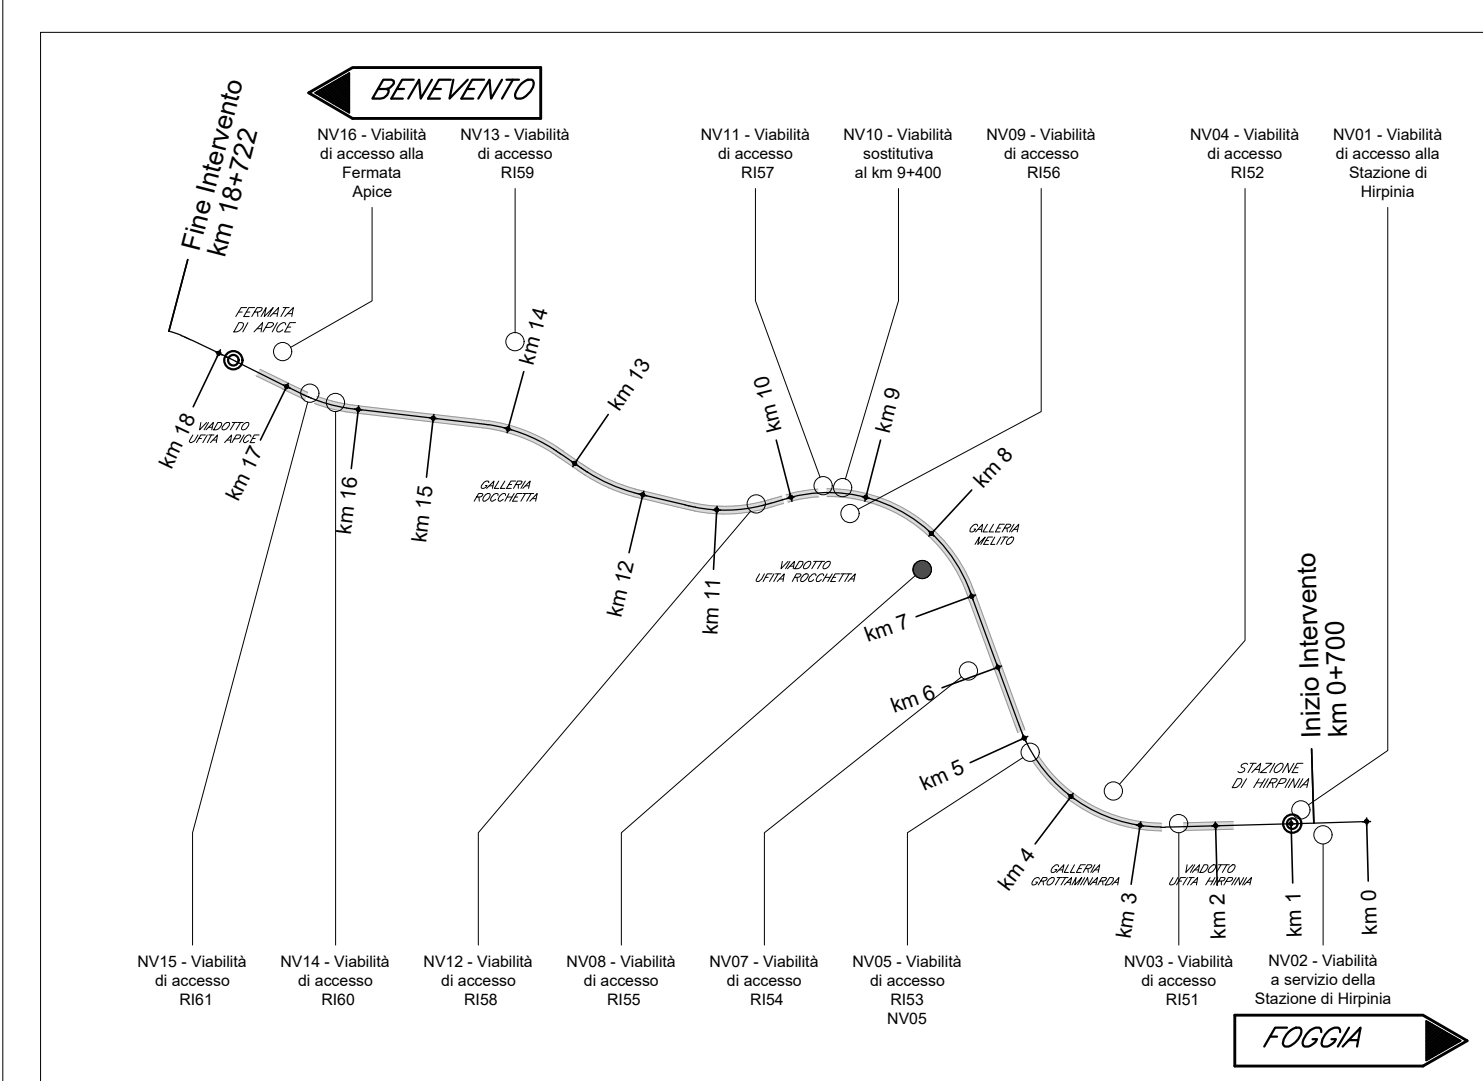 BENEVENTO
Fine Intervento
km 18+722
NV16 - Viabilità
di accesso alla
Fermata
Apice
NV13 - Viabilità
di accesso
RI59
NV11 - Viabilità
di accesso
RI57
NV10 - Viabilità
sostitutiva
al km 9+400
NV09 - Viabilità
di accesso
RI56
NV04 - Viabilità
di accesso
RI52
NV01 - Viabilità
di accesso alla
Stazione di
Hirpinia
FERMATA
DI APICE
km 18
VIADOTTO
UFITA APICE
km 17
km 16
km 15
km 14
GALLERIA
ROCCHETTA
km 13
km 12
km 11
km 10
VIADOTTO
UFITA ROCCHETTA
km 9
km 8
GALLERIA
MELITO
km 7
km 6
km 5
km 4
GALLERIA
GROTTAMINARDA
km 3
VIADOTTO
UFITA HIRPINIA
km 2
STAZIONE
DI HIRPINIA
Inizio Intervento
km 0+700
km 1
km 0
NV15 - Viabilità
di accesso
RI61
NV14 - Viabilità
di accesso
RI60
NV12 - Viabilità
di accesso
RI58
NV08 - Viabilità
di accesso
RI55
NV07 - Viabilità
di accesso
RI54
NV05 - Viabilità
di accesso
RI53
NV05
NV03 - Viabilità
di accesso
RI51
NV02 - Viabilità
a servizio della
Stazione di Hirpinia
FOGGIA